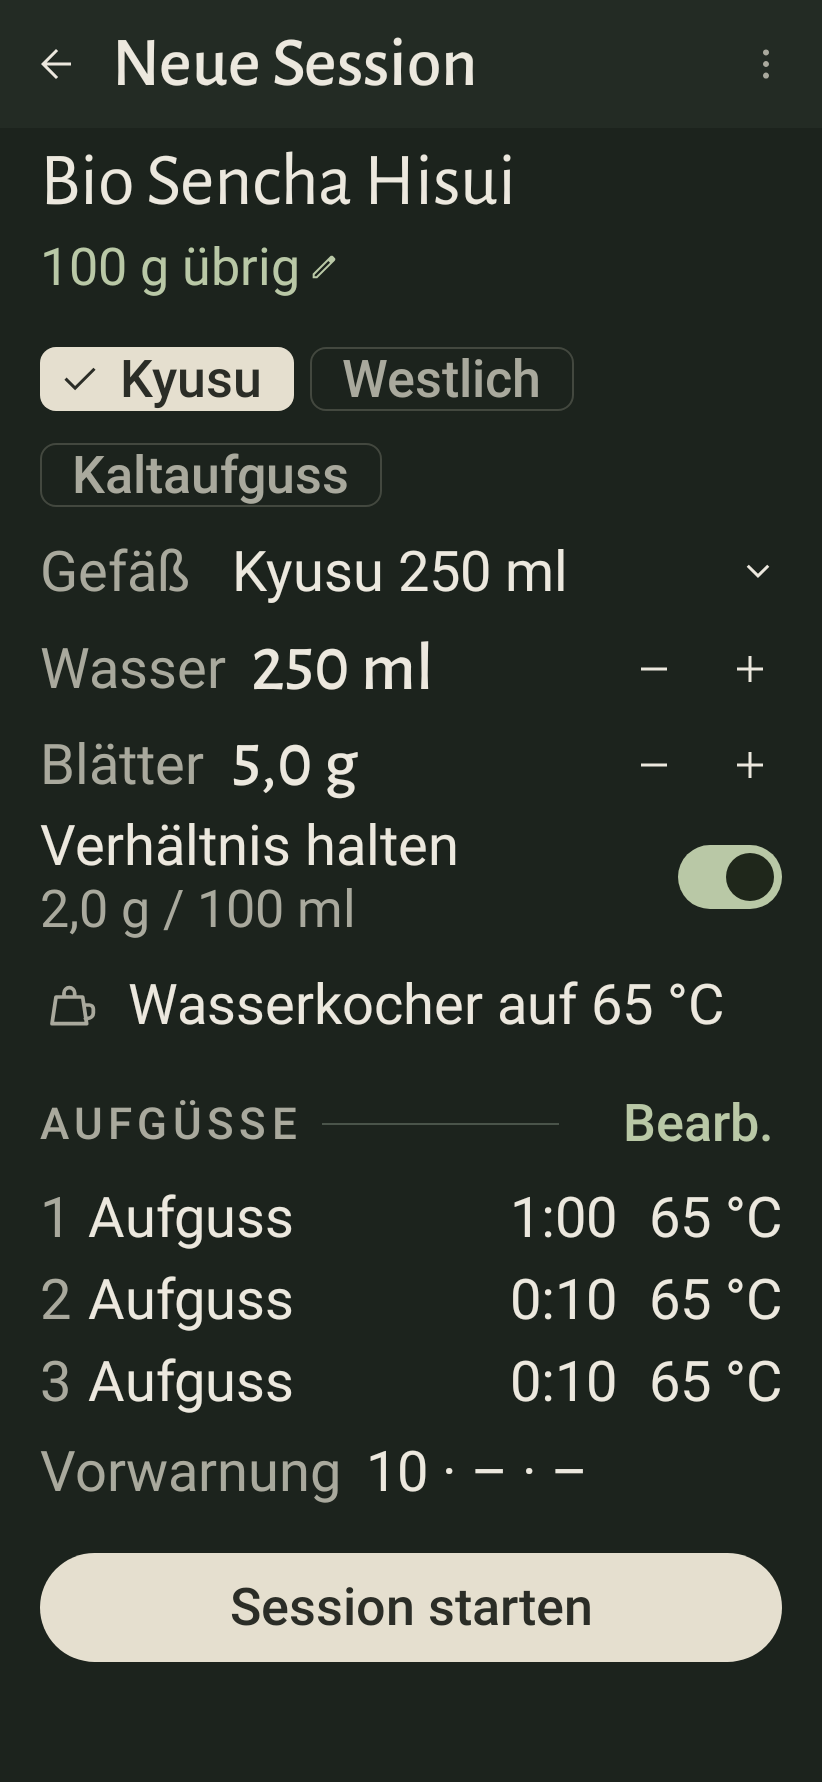 Neue Session
Bio Sencha Hisui
100 g übrig
Kyusu
Westlich
Kaltaufguss
Gefäß Kyusu 250 ml
Wasser 250 ml − +
Blätter 5,0 g − +
Verhältnis halten
2,0 g / 100 ml
Wasserkocher auf 65 °C
AUFGÜSSE Bearb.
1 Aufguss 1:00 65 °C
2 Aufguss 0:10 65 °C
3 Aufguss 0:10 65 °C
Vorwarnung 10 · – · –
Session starten